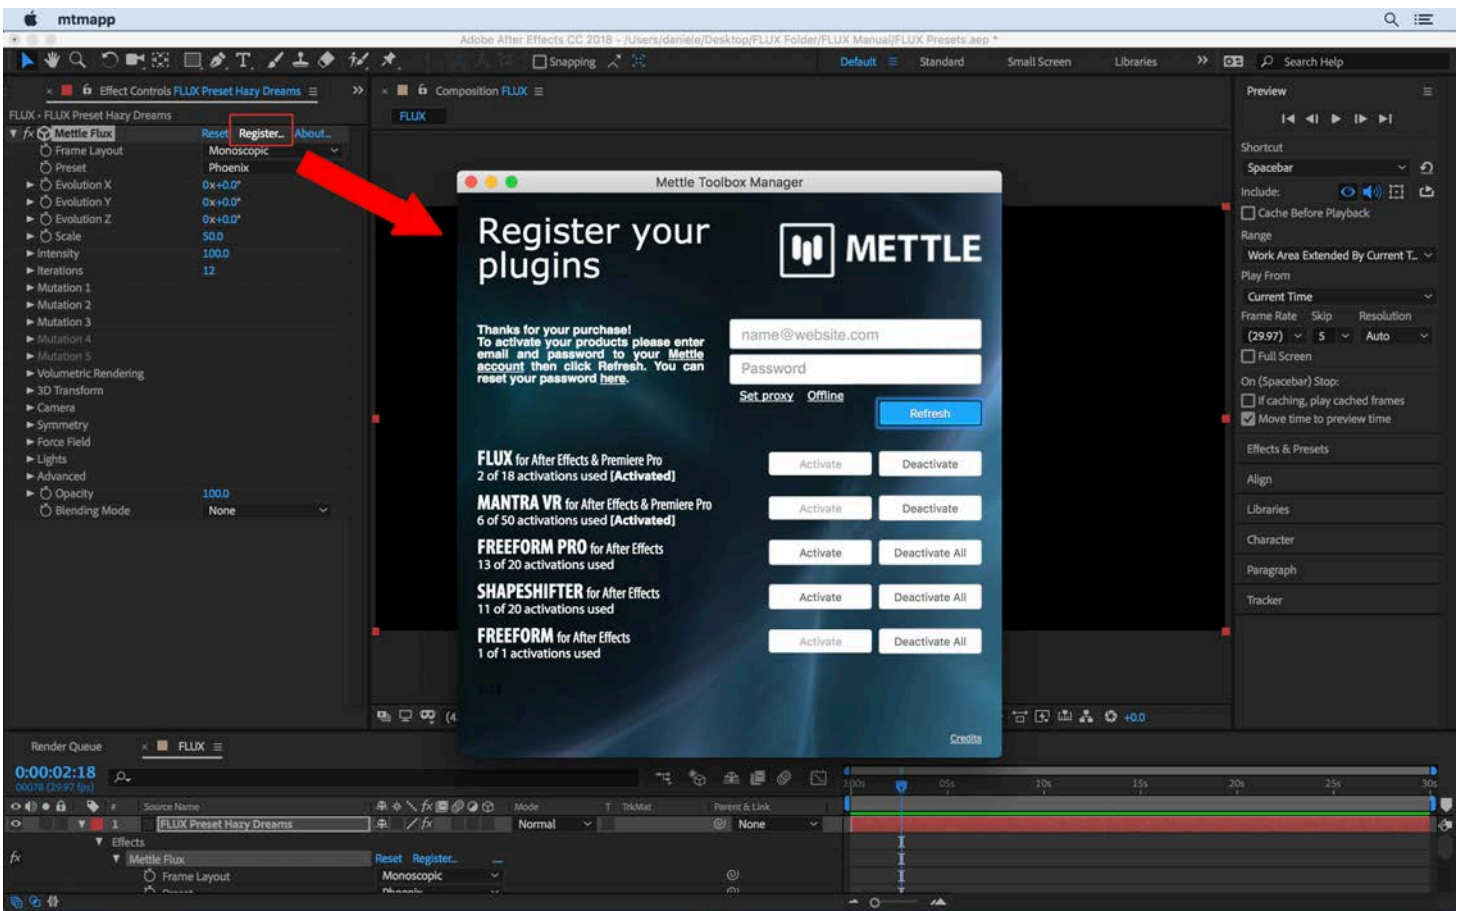 mtmapp
Adobe After Effects CC 2018 - /Users/daniele/Desktop/FLUX Folder/FLUX Manual/FLUX Presets.aep *
T
Snapping
Default
Standard
Small Screen
Libraries
Search Help
Effect Controls FLUX Preset Hazy Dreams
Composition FLUX
Preview
FLUX • FLUX Preset Hazy Dreams
FLUX
fx Mettle Flux Reset Register... About...
Frame Layout Monoscopic
Preset Phoenix
Evolution X 0x+0.0°
Evolution Y 0x+0.0°
Evolution Z 0x+0.0°
Scale 50.0
Intensity 100.0
Iterations 12
Mutation 1
Mutation 2
Mutation 3
Mutation 4
Mutation 5
Volumetric Rendering
3D Transform
Camera
Symmetry
Force Field
Lights
Advanced
Opacity 100.0
Blending Mode None
Mettle Toolbox Manager
Register your
plugins
METTLE
Thanks for your purchase!
To activate your products please enter
email and password to your Mettle
account then click Refresh. You can
reset your password here.
name@website.com
Password
Set proxy Offline
Refresh
FLUX for After Effects & Premiere Pro
2 of 18 activations used [Activated]
Activate Deactivate
MANTRA VR for After Effects & Premiere Pro
6 of 50 activations used [Activated]
Activate Deactivate
FREEFORM PRO for After Effects
13 of 20 activations used
Activate Deactivate All
SHAPESHIFTER for After Effects
11 of 20 activations used
Activate Deactivate All
FREEFORM for After Effects
1 of 1 activations used
Activate Deactivate All
Credits
Shortcut
Spacebar
Include:
Cache Before Playback
Range
Work Area Extended By Current T...
Play From
Current Time
Frame Rate Skip Resolution
(29.97) 5 Auto
Full Screen
On (Spacebar) Stop:
If caching, play cached frames
Move time to preview time
Effects & Presets
Align
Libraries
Character
Paragraph
Tracker
(4
+0.0
Render Queue
FLUX
0:00:02:18
00078 (29.97 fps)
05s 10s 15s 20s 25s 30s
# Source Name fx Mode T TrkMat Parent & Link
1 FLUX Preset Hazy Dreams fx Normal None
Effects
fx Mettle Flux Reset Register...
Frame Layout Monoscopic